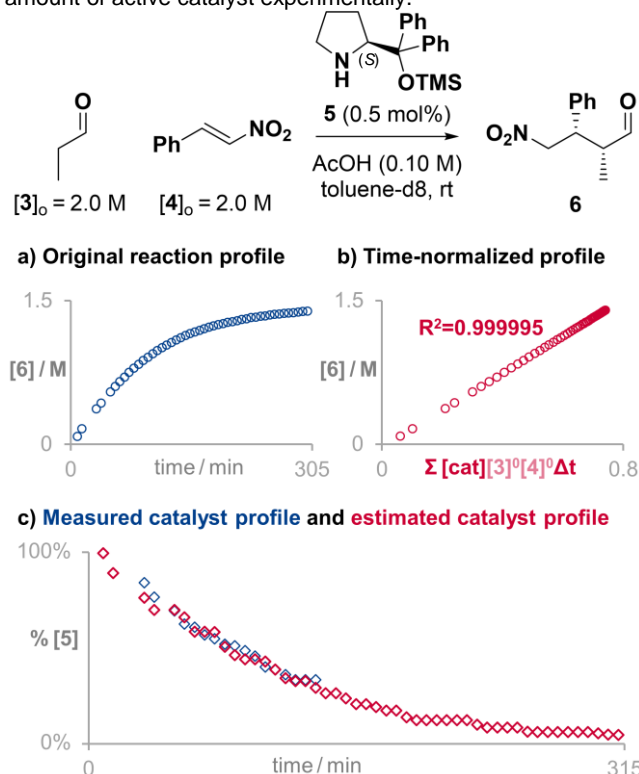 amount of active catalyst experimentally.
Ph
Ph
N
H
(S)
OTMS
O
Ph
NO₂
5 (0.5 mol%)
AcOH (0.10 M)
toluene-d8, rt
O₂N
Ph
O
[3]ₒ = 2.0 M
[4]ₒ = 2.0 M
6
a) Original reaction profile
b) Time-normalized profile
1.5
[6] / M
0
0
time / min
305
1.5
R²=0.999995
[6] / M
0
0
Σ [cat][3]⁰[4]⁰Δt
0.8
c) Measured catalyst profile and estimated catalyst profile
100%
% [5]
0%
0
time / min
315